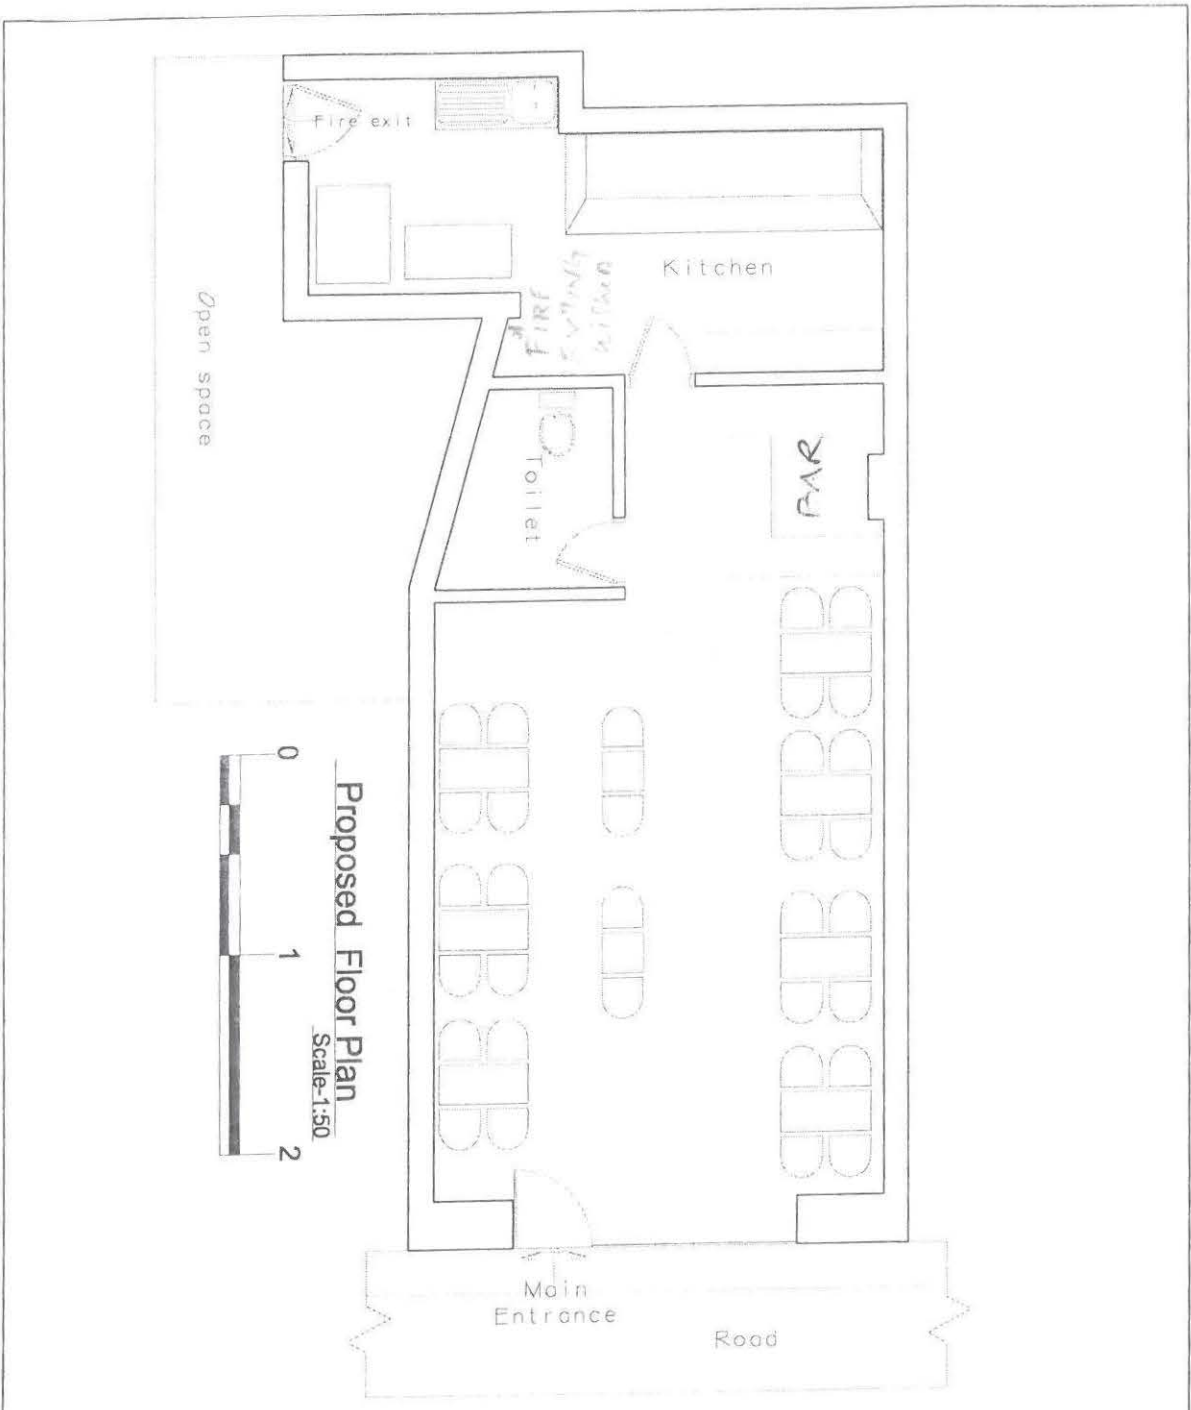 Fire exit
Kitchen
FIRE
Open space
BAR
Toilet
0
1
2
Proposed Floor Plan
Scale-1:50
Main
Entrance
Road